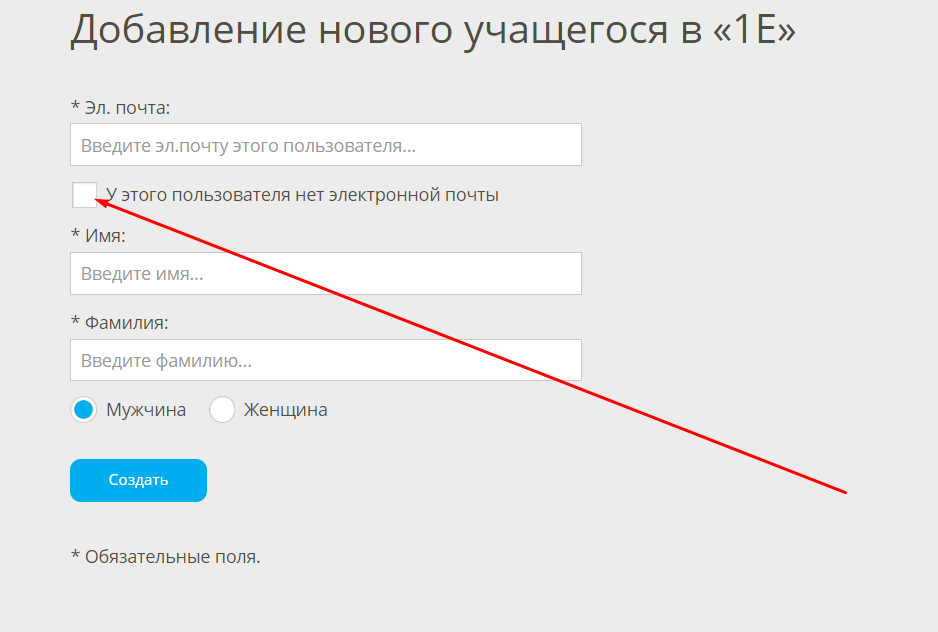 Добавление нового учащегося в «1Е»
* Эл. почта:
Введите эл.почту этого пользователя...
У этого пользователя нет электронной почты
* Имя:
Введите имя...
* Фамилия:
Введите фамилию...
Мужчина Женщина
Создать
* Обязательные поля.